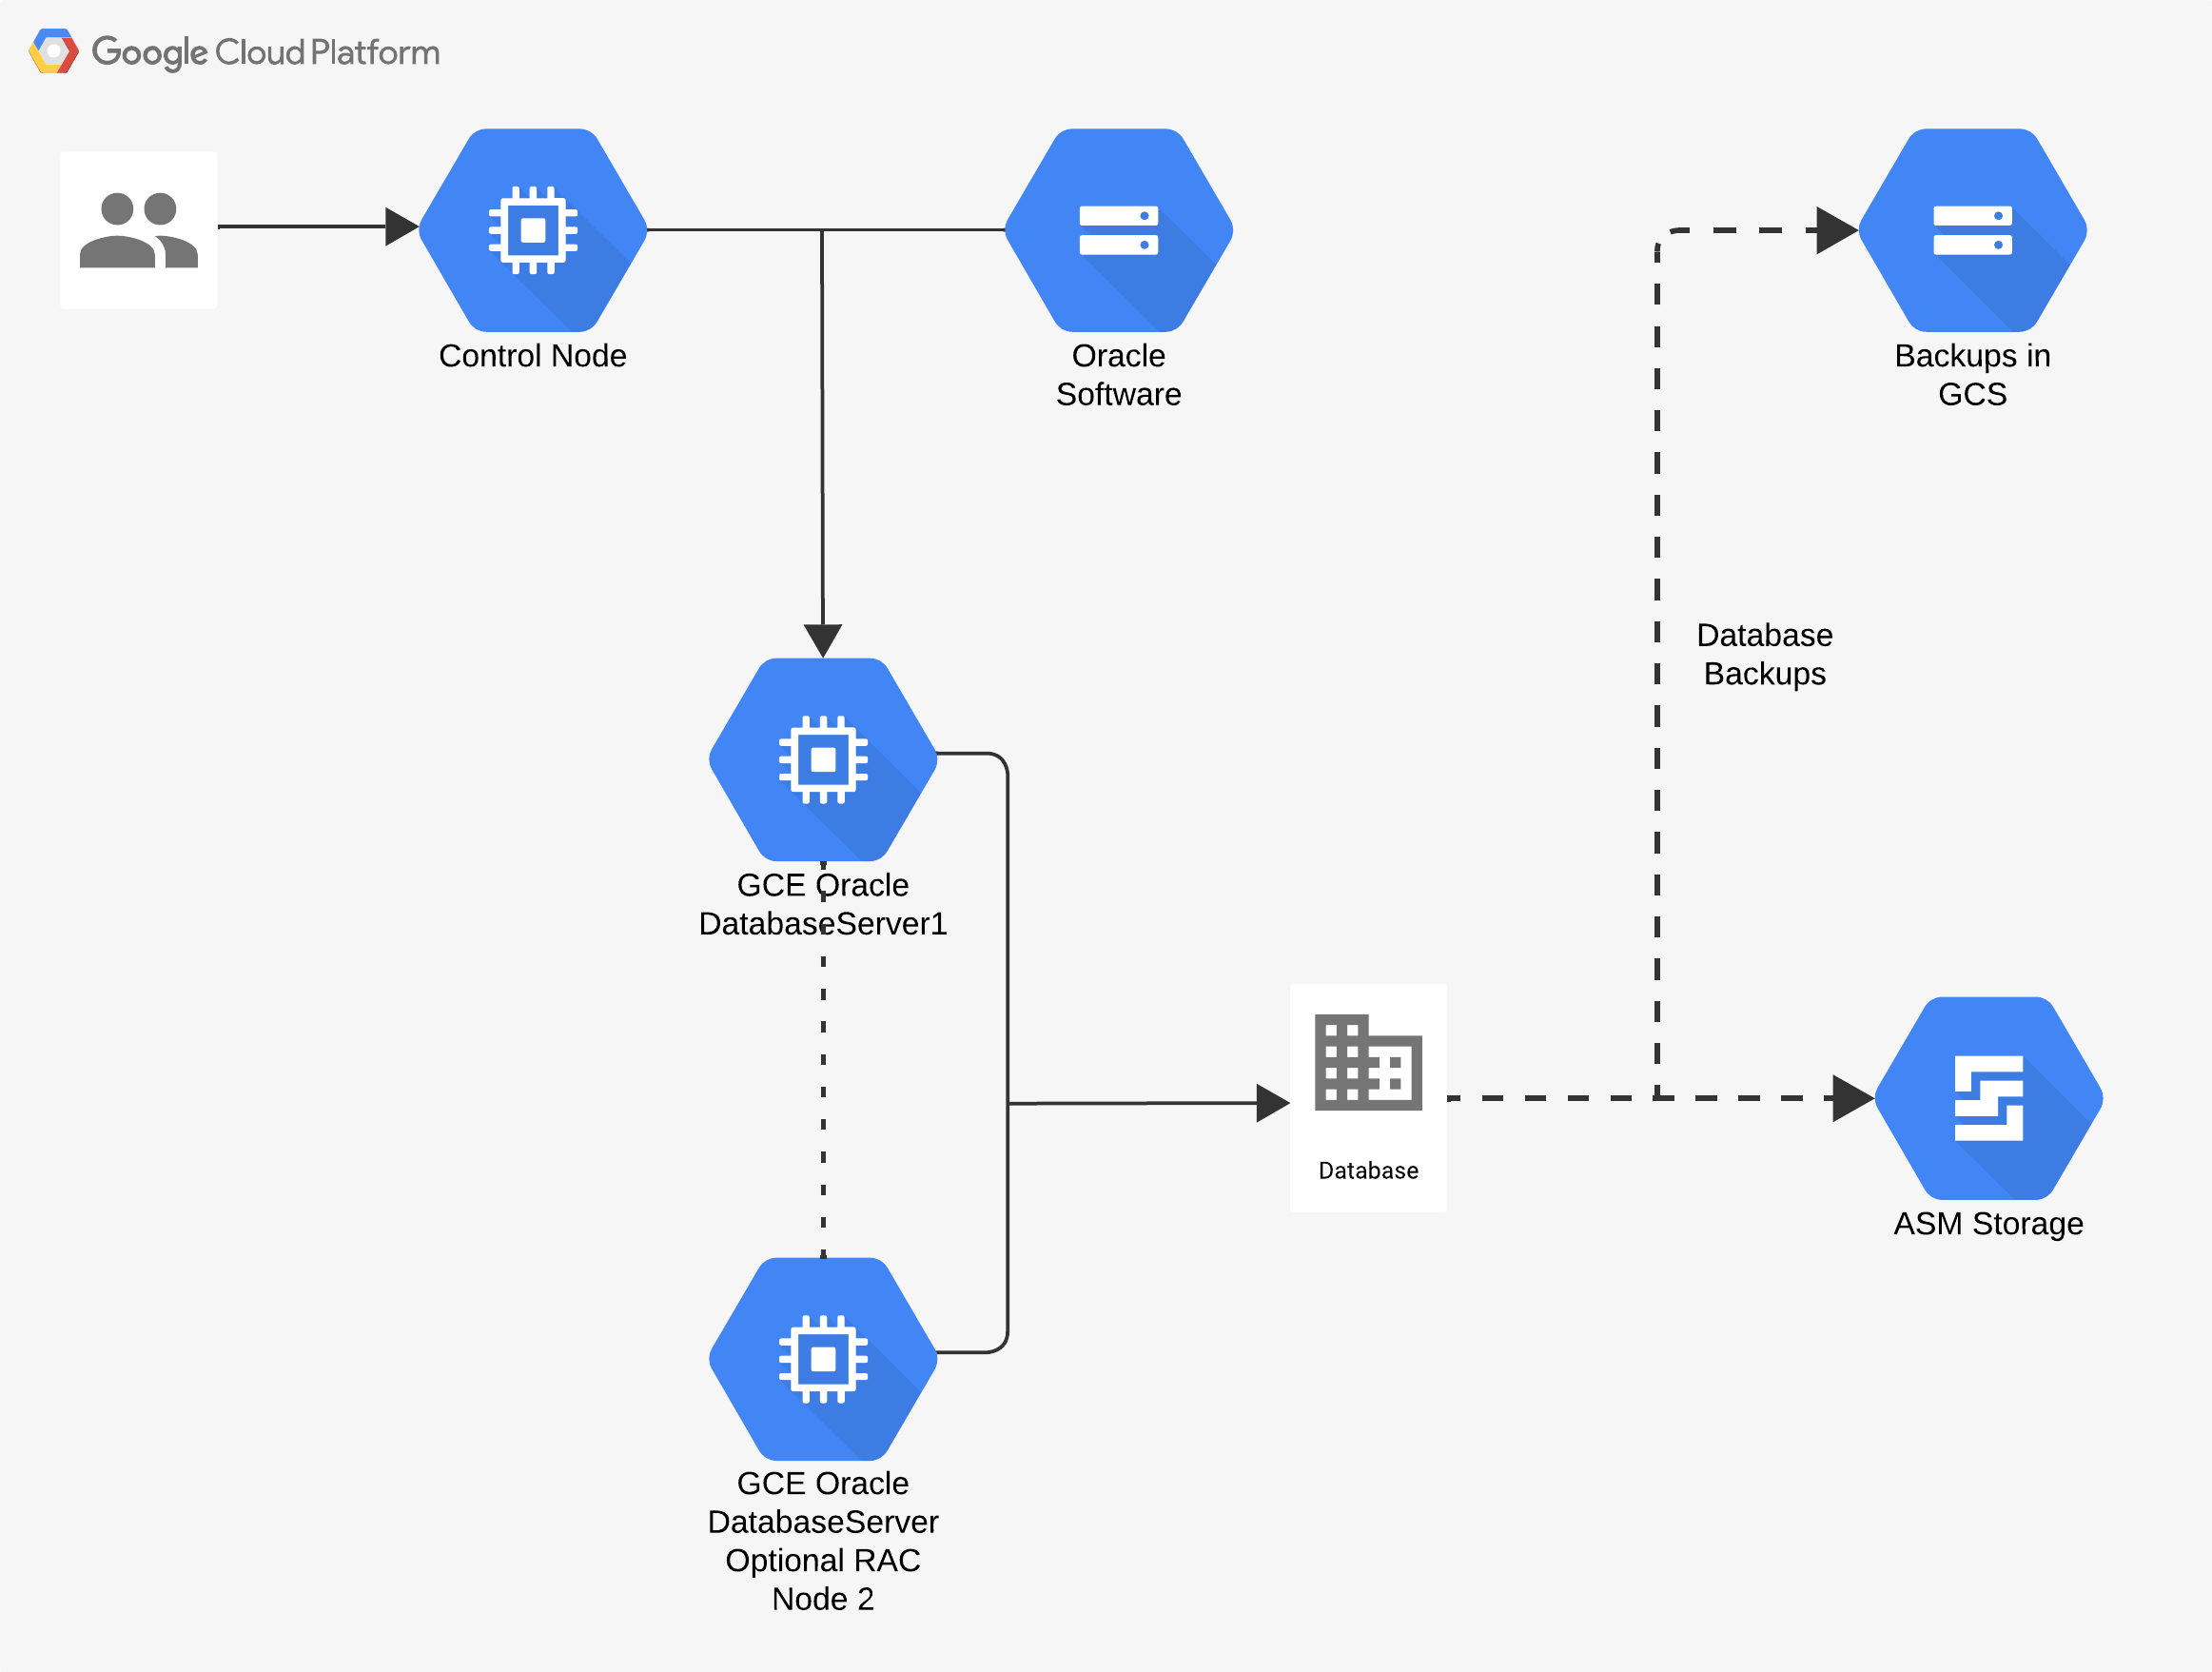 Google Cloud Platform
Control Node
Oracle
Software
Backups in
GCS
Database
Backups
GCE Oracle
DatabaseServer1
Database
ASM Storage
GCE Oracle
DatabaseServer
Optional RAC
Node 2